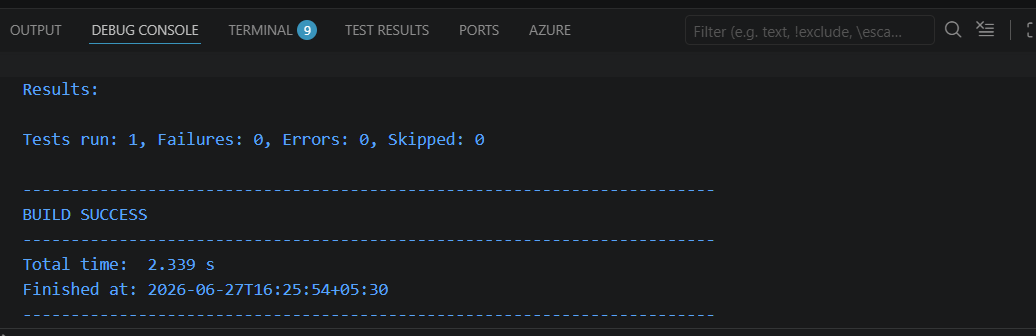 OUTPUT DEBUG CONSOLE TERMINAL 9 TEST RESULTS PORTS AZURE Filter (e.g. text, !exclude, \esca...
Results:
Tests run: 1, Failures: 0, Errors: 0, Skipped: 0
------------------------------------------------------------------------
BUILD SUCCESS
------------------------------------------------------------------------
Total time:  2.339 s
Finished at: 2026-06-27T16:25:54+05:30
------------------------------------------------------------------------